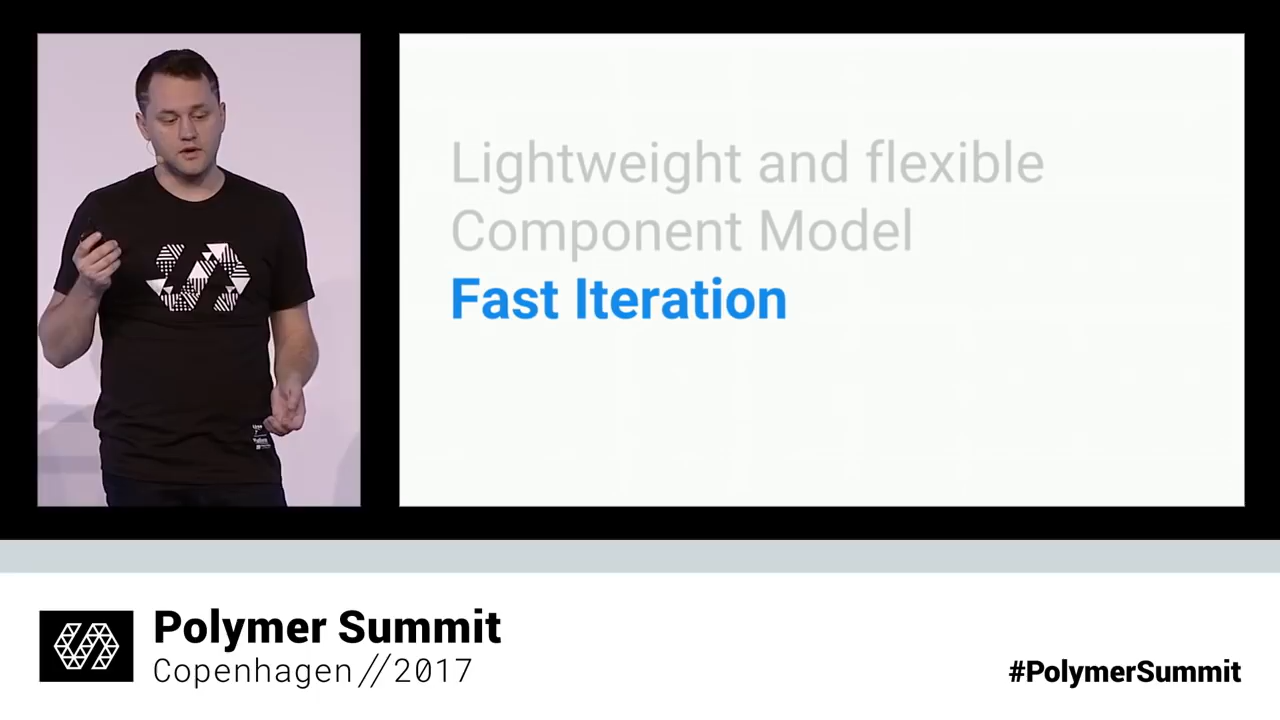 Lightweight and flexible
Component Model
Fast Iteration
Polymer Summit
Copenhagen//2017
#PolymerSummit